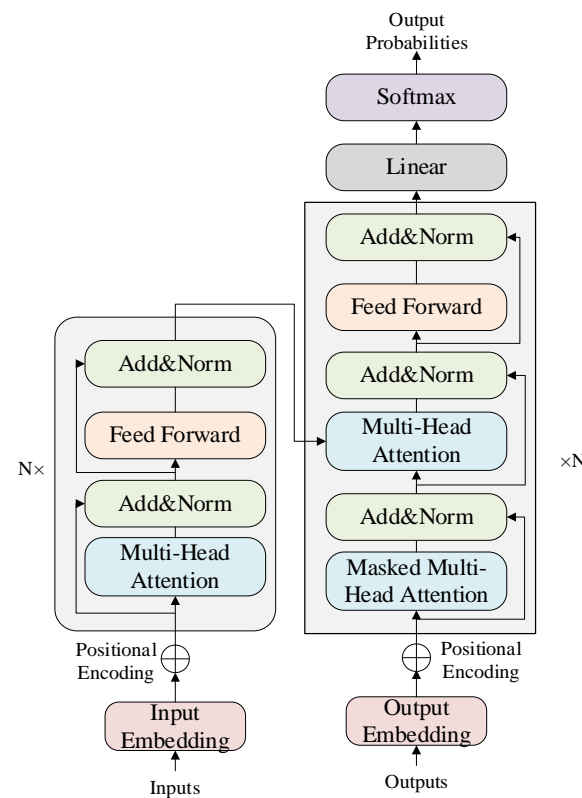 Output
Probabilities
Softmax
Linear
Add&Norm
Feed Forward
Add&Norm
Multi-Head
Attention
Add&Norm
Masked Multi-
Head Attention
×N
Positional
Encoding
Output
Embedding
Outputs
Add&Norm
Feed Forward
N×
Add&Norm
Multi-Head
Attention
Positional
Encoding
Input
Embedding
Inputs